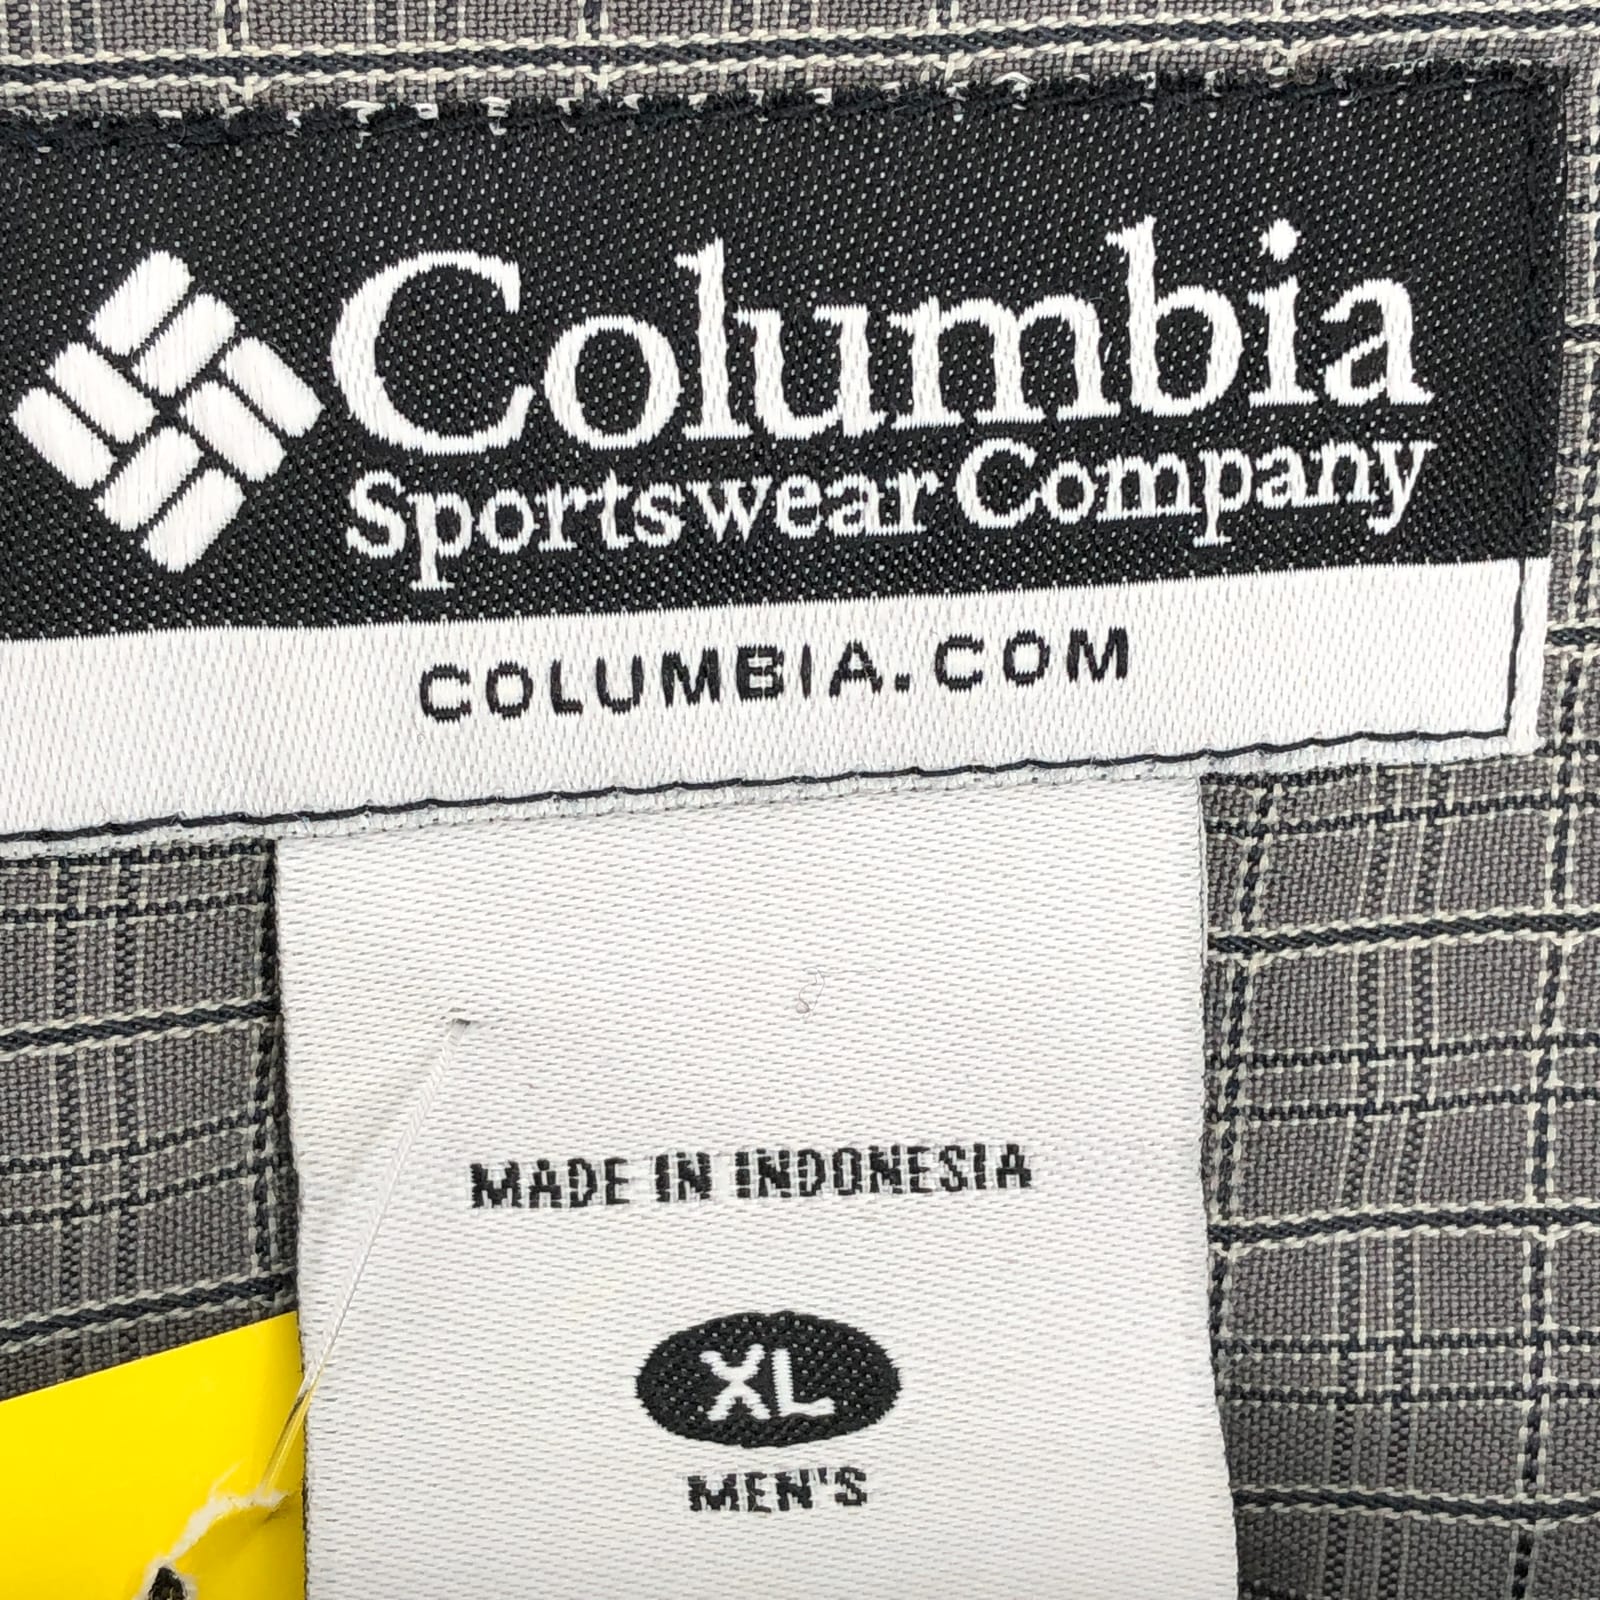 Columbia
Sportswear Company
COLUMBIA.COM
MADE IN INDONESIA
XL
MEN'S